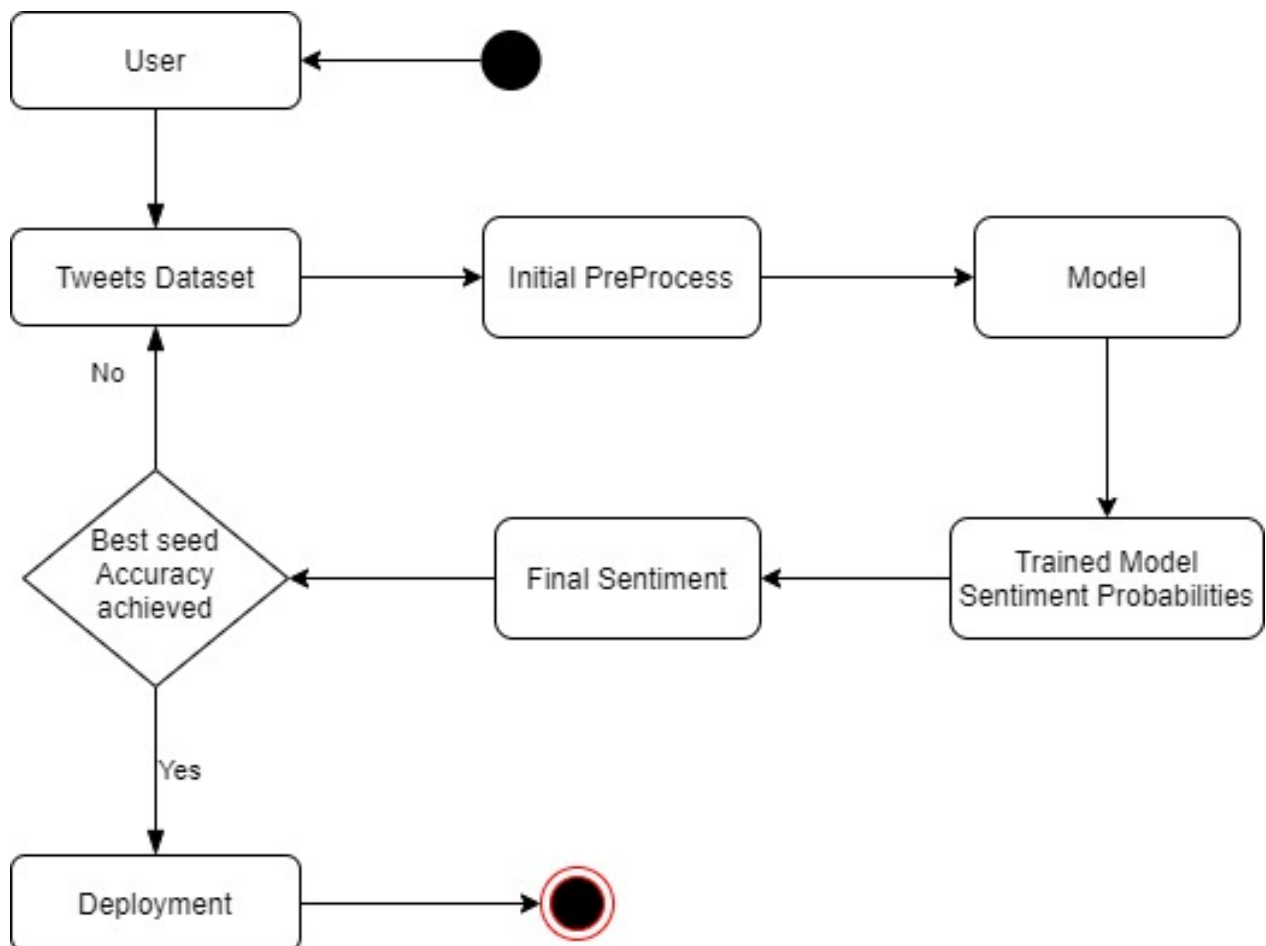 User
Tweets Dataset
Initial PreProcess
Model
No
Best seed
Accuracy
achieved
Final Sentiment
Trained Model
Sentiment Probabilities
Yes
Deployment